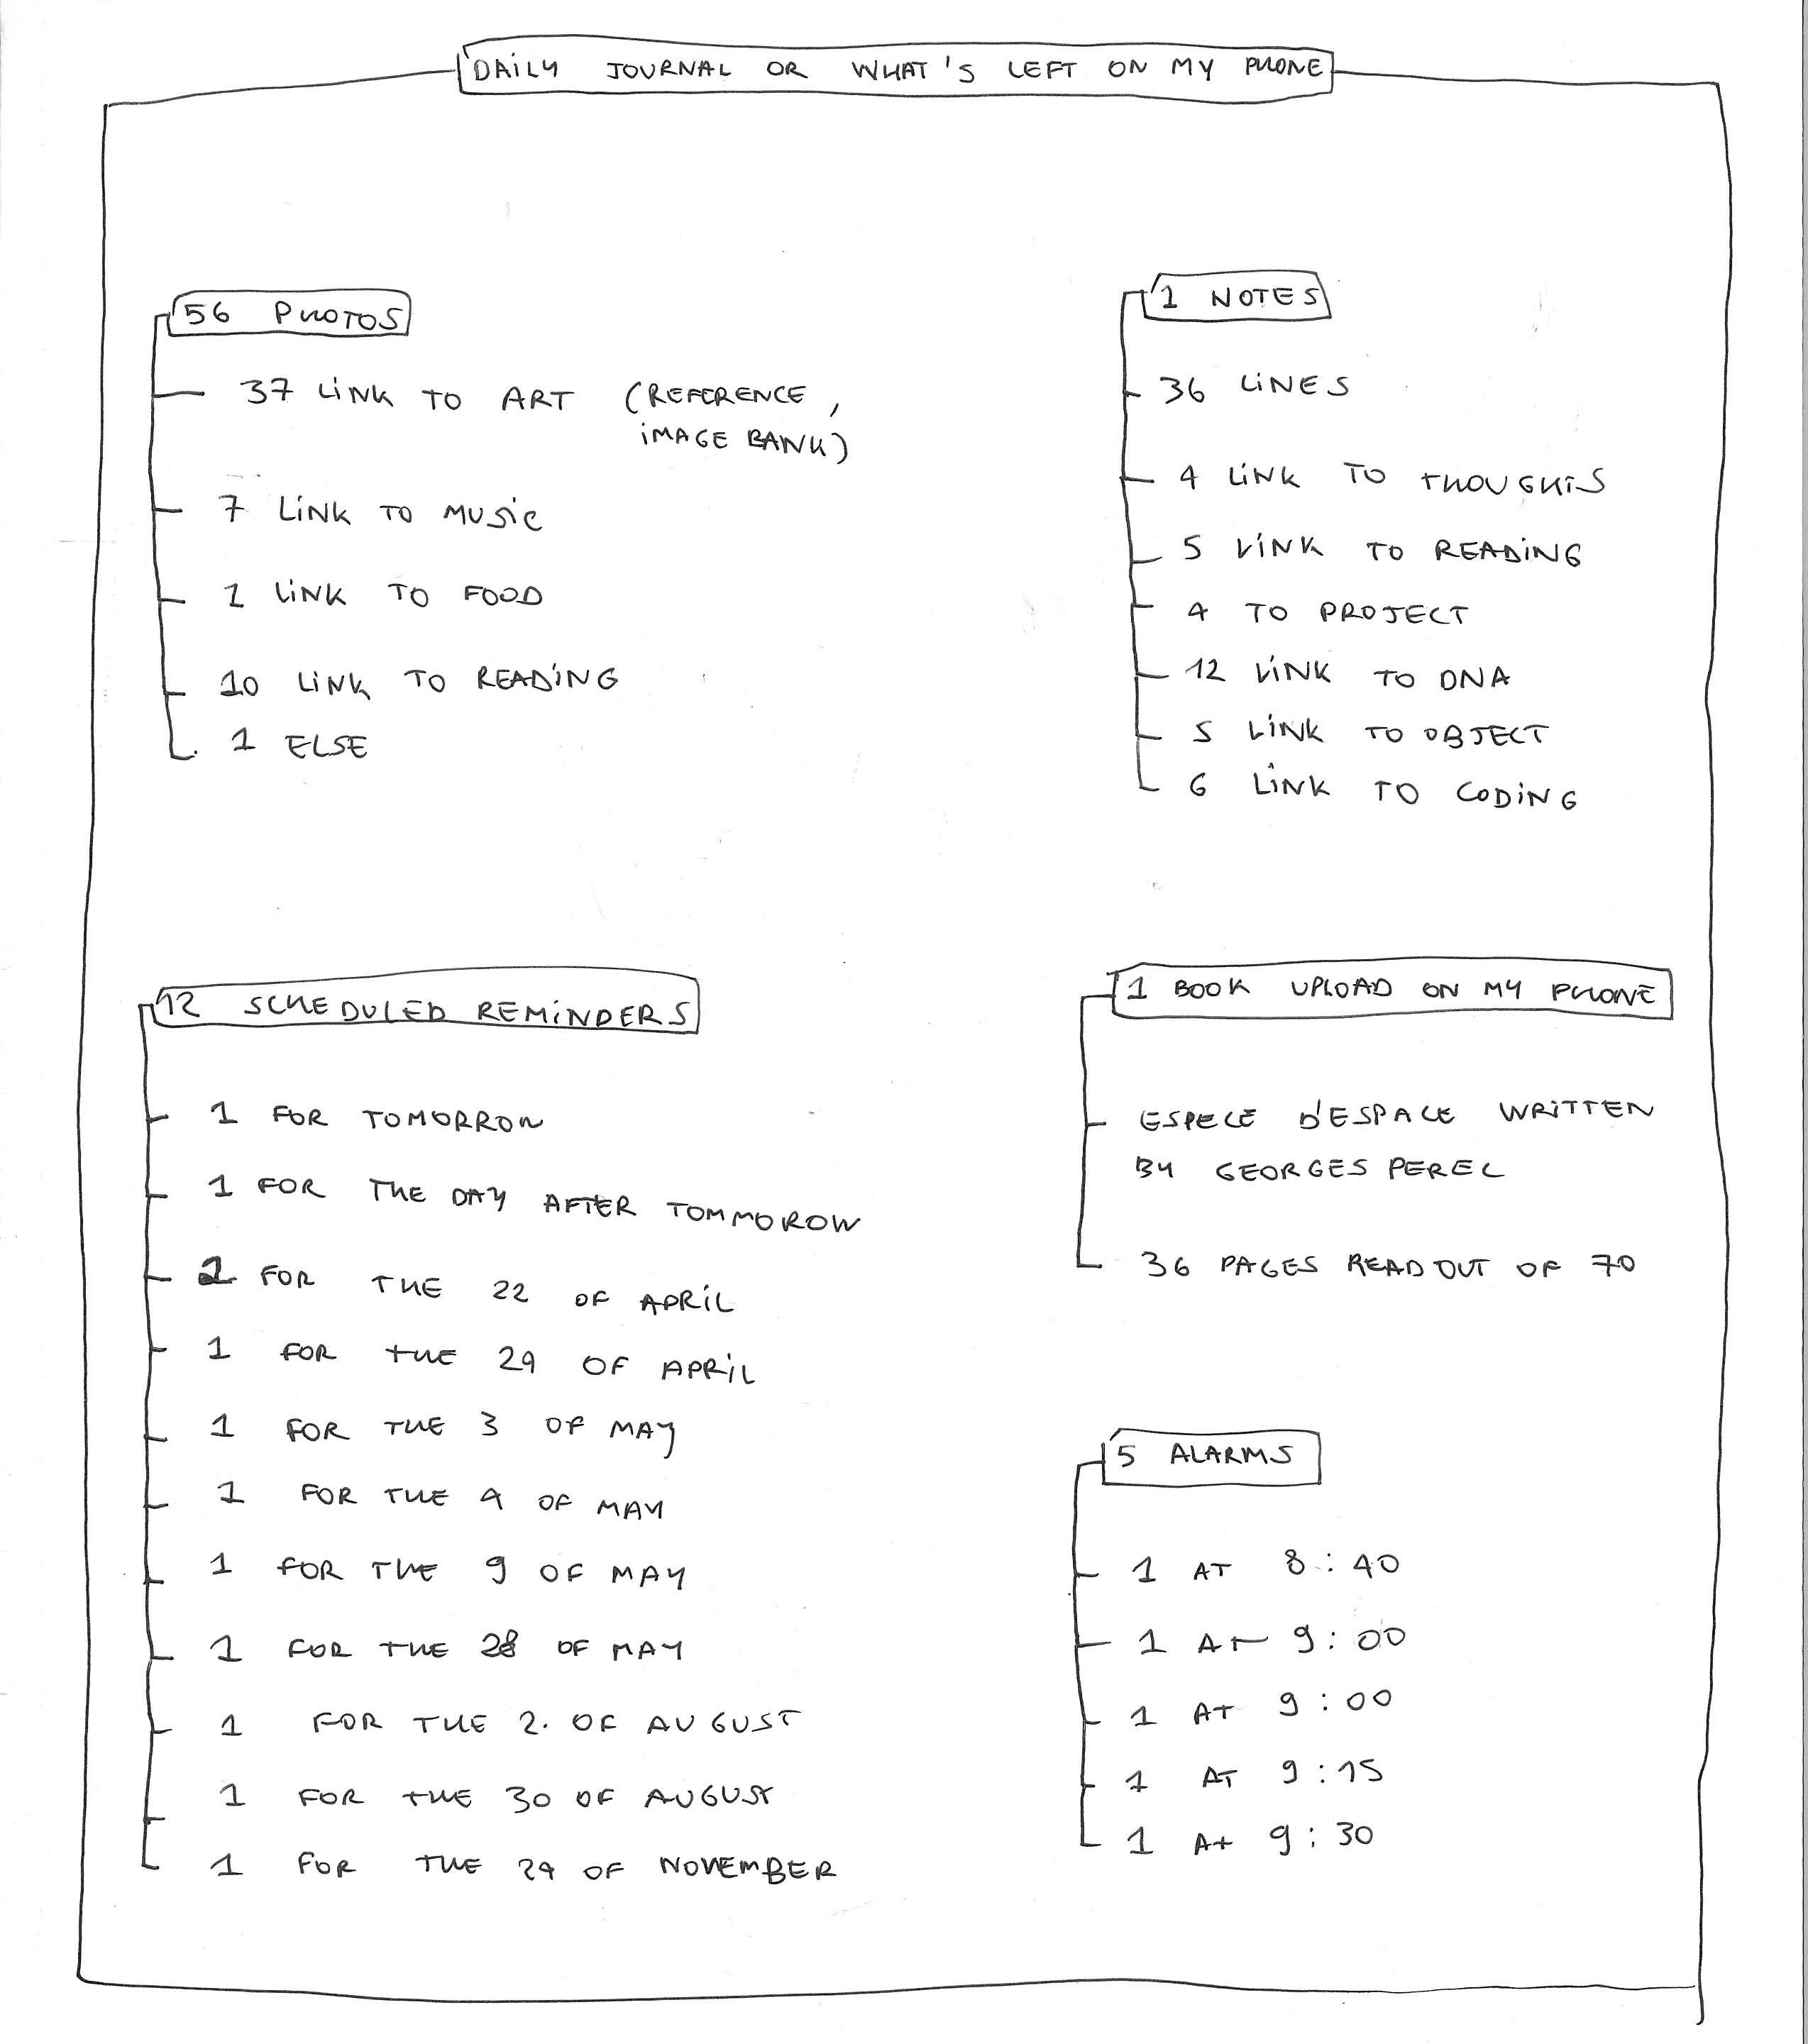 DAiLY JOURNAL OR WHAT'S LEFT ON MY PHONE
56 PHOTOS
37 LiNK TO ART (REFERENCE,
iMAGE BANK)
7 LiNK TO MUSiC
1 LiNK TO FOOD
10 LiNK TO READiNG
1 ELSE
1 NOTES
36 LiNES
4 LiNK TO THOUGHTS
5 LiNK TO READiNG
4 TO PROJECT
12 LiNK TO DNA
5 LiNK TO OBJECT
6 LiNK TO CODiNG
12 SCHEDULED REMiNDERS
1 FOR TOMORROW
1 FOR THE DAY AFTER TOMMOROW
2 FOR THE 22 OF APRiL
1 FOR THE 29 OF APRiL
1 FOR THE 3 OF MAY
1 FOR THE 4 OF MAY
1 FOR THE 9 OF MAY
1 FOR THE 28 OF MAY
1 FOR THE 2. OF AUGUST
1 FOR THE 30 OF AUGUST
1 FOR THE OF NOVEMBER
1 BOOK UPLOAD ON MY PHONE
ESPECE D'ESPACE WRiTTEN
BY GEORGES PEREC
36 PAGES READ OUT OF 70
5 ALARMS
1 AT 8:40
1 AT 9:00
1 AT 9:00
1 AT 9:15
1 At 9:30